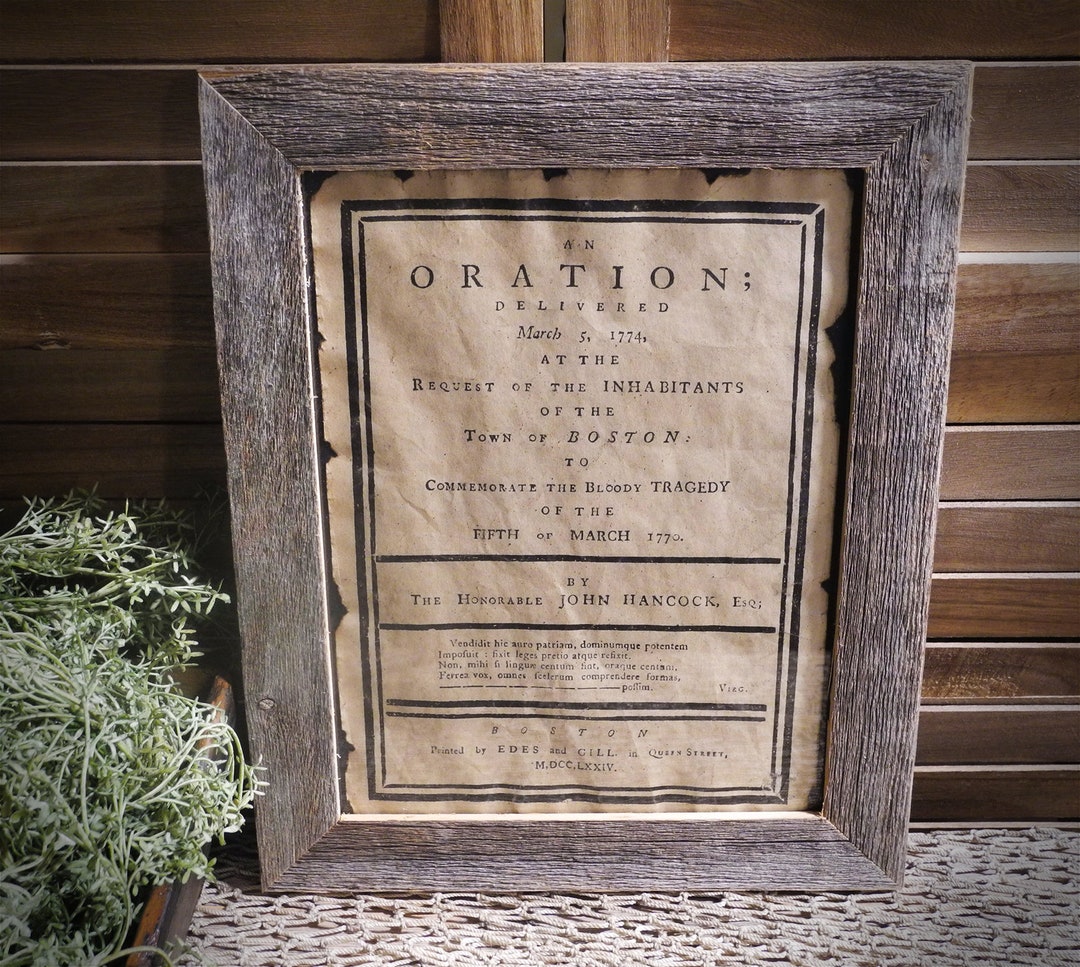 AN
ORATION;
DELIVERED
March 5, 1774,
AT THE
REQUEST OF THE INHABITANTS
OF THE
TOWN OF BOSTON:
TO
COMMEMORATE THE BLOODY TRAGEDY
OF THE
FIFTH OF MARCH 1770.
BY
THE HONORABLE JOHN HANCOCK, ESQ;
Vendidit hic auro patriam, dominumque potentem
Imposuit : fixit leges pretio atque refixit.
Non, mihi si linguæ centum sint, oraque centum,
Ferrea vox, omnes scelerum comprendere formas,
possim. VIRG.
BOSTON
Printed by EDES and GILL. in QUEEN STREET,
M,DCC,LXXIV.